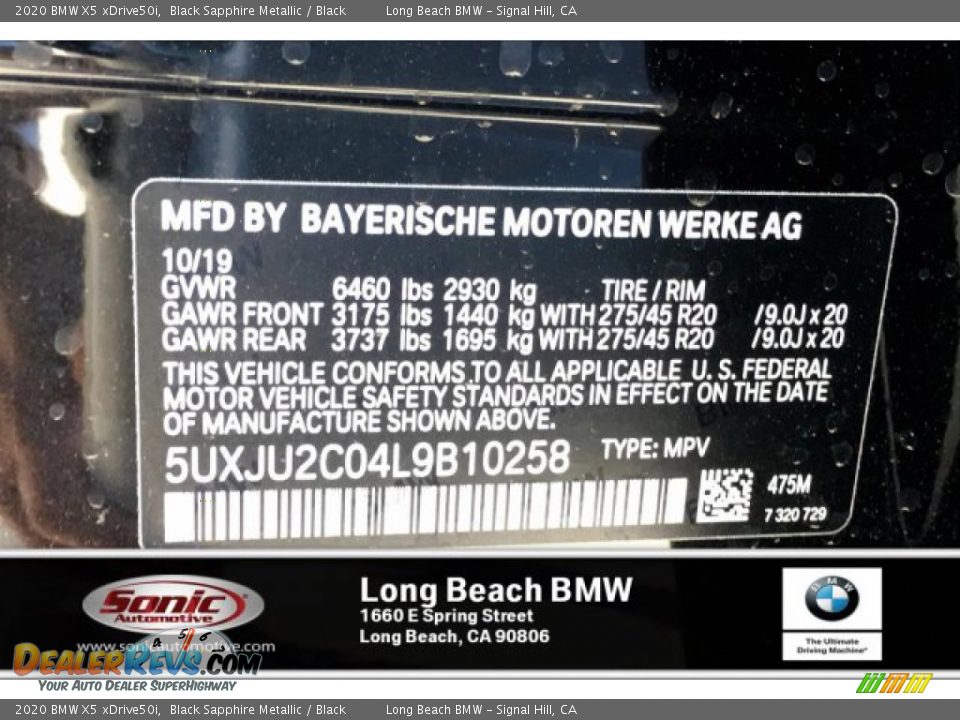 2020 BMW X5 xDrive50i, Black Sapphire Metallic / Black Long Beach BMW - Signal Hill, CA
MFD BY BAYERISCHE MOTOREN WERKE AG
10/19
GVWR 6460 lbs 2930 kg TIRE / RIM
GAWR FRONT 3175 lbs 1440 kg WITH 275/45 R20 /9.0J x 20
GAWR REAR 3737 lbs 1695 kg WITH 275/45 R20 /9.0J x 20
THIS VEHICLE CONFORMS TO ALL APPLICABLE U. S. FEDERAL
MOTOR VEHICLE SAFETY STANDARDS IN EFFECT ON THE DATE
OF MANUFACTURE SHOWN ABOVE.
5UXJU2C04L9B10258 TYPE: MPV
475M
7 320 729
Sonic
Automotive
www.sonicautomotive.com
Long Beach BMW
1660 E Spring Street
Long Beach, CA 90806
BMW
The Ultimate
Driving Machine®
4 5 6
DealerRevs.com
Your Auto Dealer SuperHighway
2020 BMW X5 xDrive50i, Black Sapphire Metallic / Black Long Beach BMW - Signal Hill, CA